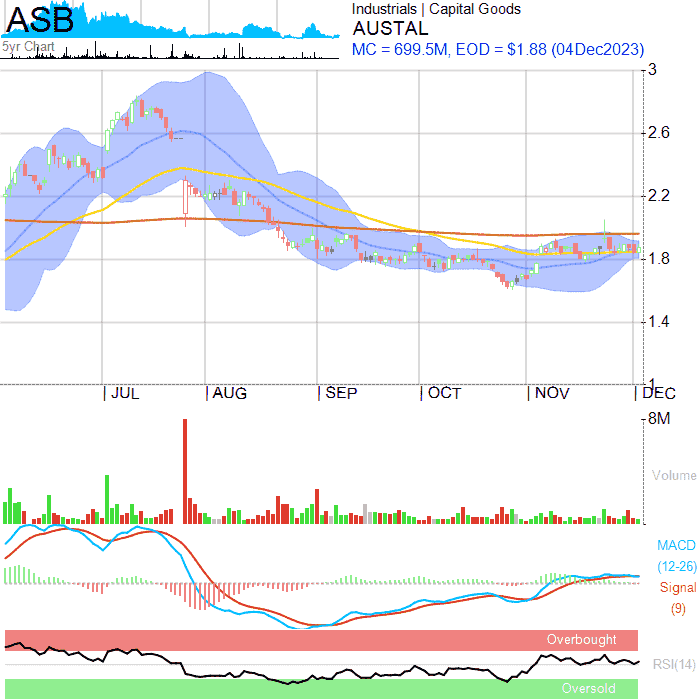 ASB
5yr Chart
Industrials | Capital Goods
AUSTAL
MC = 699.5M, EOD = $1.88 (04Dec2023)
3
2.6
2.2
1.8
1.4
1
JUL AUG SEP OCT NOV DEC
8M
Volume
MACD
(12-26)
Signal
(9)
Overbought
RSI(14)
Oversold